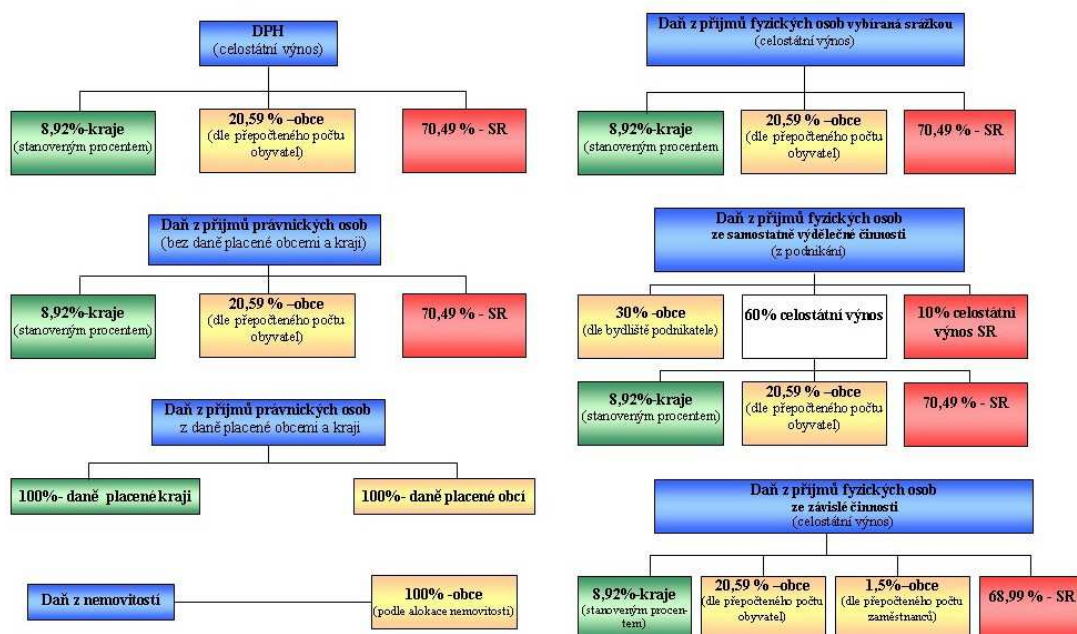 DPH
(celostátní výnos)
8,92%-kraje
(stanoveným procentem)
20,59 % –obce
(dle přepočteného počtu
obyvatel)
70,49 % - SR
Daň z příjmů právnických osob
(bez daně placené obcemi a kraji)
8,92%-kraje
(stanoveným procentem)
20,59 % –obce
(dle přepočteného počtu
obyvatel)
70,49 % - SR
Daň z příjmů právnických osob
z daně placené obcemi a kraji
100%- daně placené kraji
100%- daně placené obcí
Daň z nemovitostí
100%-obce
(podle alokace nemovitosti)
Daň z příjmů fyzických osob vybíraná srážkou
(celostátní výnos)
8,92%-kraje
(stanoveným procentem
20,59 % –obce
(dle přepočteného počtu
obyvatel)
70,49 % - SR
Daň z příjmů fyzických osob
ze samostatně výdělečné činnosti
(z podnikání)
30% -obce
(dle bydliště podnikatele)
60% celostátní výnos
10% celostátní
výnos SR
8,92%-kraje
(stanoveným procentem)
20,59 % –obce
(dle přepočteného počtu
obyvatel)
70,49 % - SR
Daň z příjmů fyzických osob
ze závislé činnosti
(celostátní výnos)
8,92%-kraje
(stanoveným procen-
tem)
20,59 % –obce
(dle přepočteného počtu
obyvatel)
1,5%–obce
(dle přepočteného počtu
zaměstnanců)
68,99 % - SR